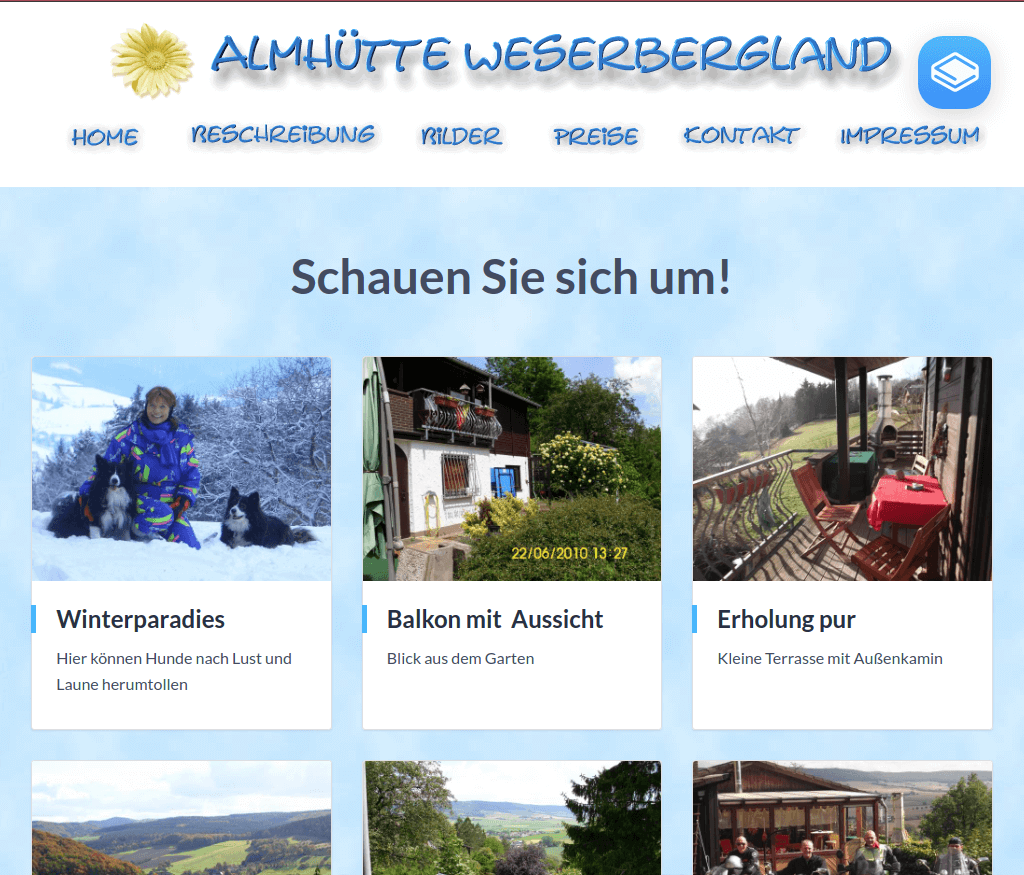 ALMHÜTTE WESERBERGLAND
HOME BESCHREIBUNG BILDER PREISE KONTAKT IMPRESSUM
Schauen Sie sich um!
22/06/2010 13:27
Winterparadies
Hier können Hunde nach Lust und
Laune herumtollen
Balkon mit Aussicht
Blick aus dem Garten
Erholung pur
Kleine Terrasse mit Außenkamin